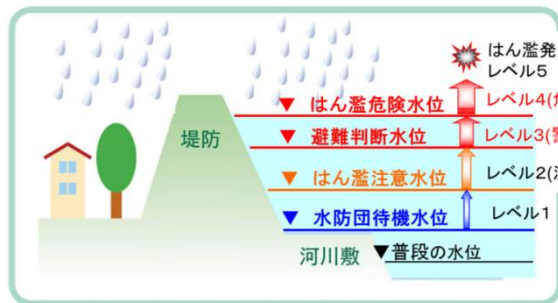 はん濫発
レベル5
▼ はん濫危険水位
レベル4(
堤防
▼ 避難判断水位
レベル3(
▼ はん濫注意水位
レベル2(
▼ 水防団待機水位
レベル1
河川敷
▼普段の水位